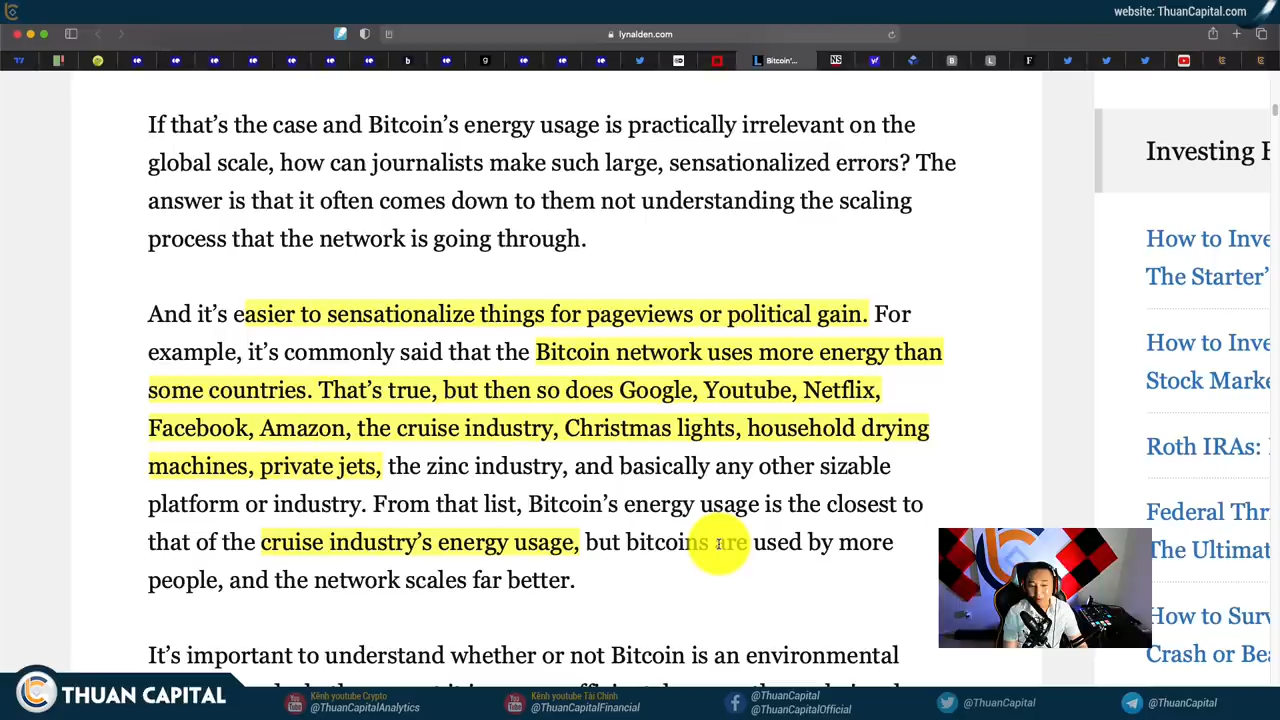 website: ThuanCapital.com
lynalden.com
Bitcoin'...
If that's the case and Bitcoin's energy usage is practically irrelevant on the
global scale, how can journalists make such large, sensationalized errors? The
answer is that it often comes down to them not understanding the scaling
process that the network is going through.
And it's easier to sensationalize things for pageviews or political gain. For
example, it's commonly said that the Bitcoin network uses more energy than
some countries. That's true, but then so does Google, Youtube, Netflix,
Facebook, Amazon, the cruise industry, Christmas lights, household drying
machines, private jets, the zinc industry, and basically any other sizable
platform or industry. From that list, Bitcoin's energy usage is the closest to
that of the cruise industry's energy usage, but bitcoins are used by more
people, and the network scales far better.
It's important to understand whether or not Bitcoin is an environmental
Investing
How to Inve
The Starter'
How to Inve
Stock Marke
Roth IRAs:
Federal Thr
The Ultimat
How to Surv
Crash or Bea
THUAN CAPITAL
Kênh youtube Crypto
@ThuanCapitalAnalytics
Kênh youtube Tài Chính
@ThuanCapitalFinancial
@ThuanCapital
@ThuanCapitalOfficial
@ThuanCapital
@ThuanCapital